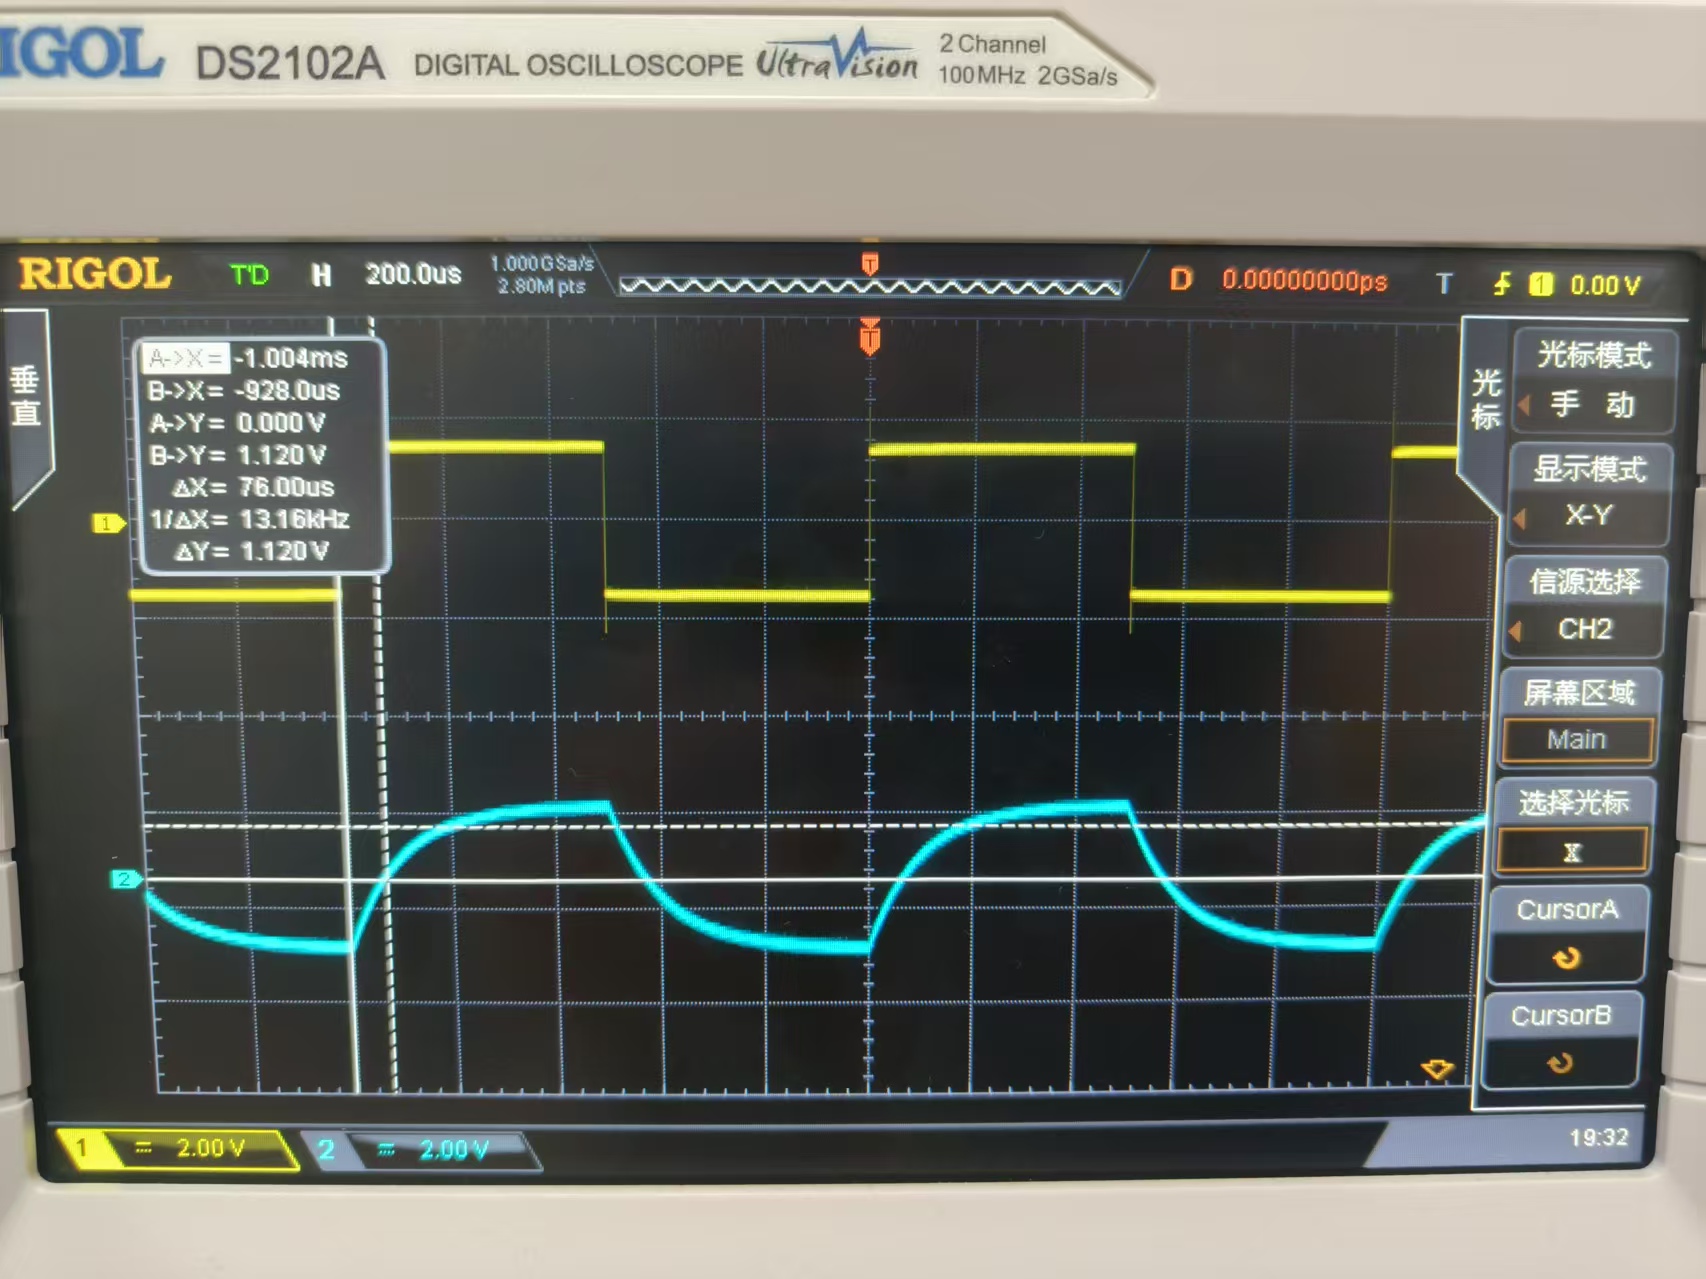 RIGOL DS2102A DIGITAL OSCILLOSCOPE UltraVision 2 Channel
100MHz 2GSa/s
RIGOL T'D H 200.0us 1.000GSa/s D 0.00000000ps T 1 0.00 V
2.80M pts
T
T
垂直
A->X= -1.004ms
B->X= -928.0us
A->Y= 0.000 V
B->Y= 1.120 V
ΔX= 76.00us
1/ΔX= 13.16kHz
ΔY= 1.120 V
1
2
光标
光标模式
手 动
显示模式
X-Y
信源选择
CH2
屏幕区域
Main
选择光标
X
CursorA
CursorB
1 2.00 V 2 2.00 V
19:32